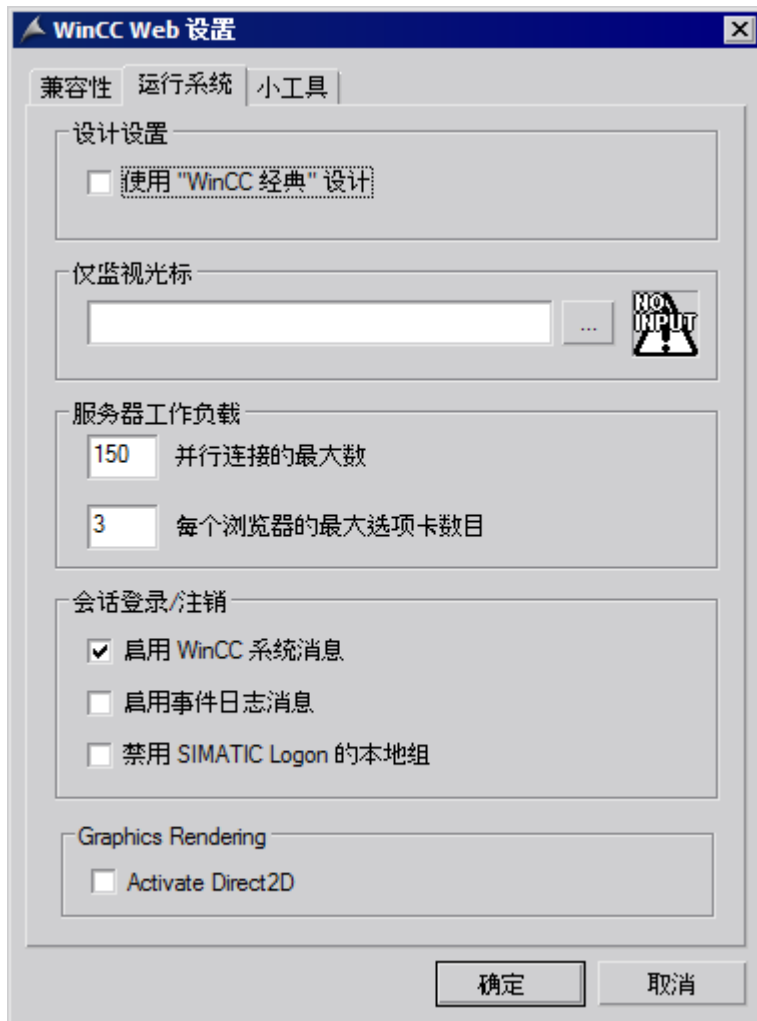 WinCC Web 设置
兼容性 运行系统 小工具
设计设置
使用 "WinCC 经典" 设计
仅监视光标
...
NO INPUT
服务器工作负载
150 并行连接的最大数
3 每个浏览器的最大选项卡数目
会话登录/注销
启用 WinCC 系统消息
启用事件日志消息
禁用 SIMATIC Logon 的本地组
Graphics Rendering
Activate Direct2D
确定 取消